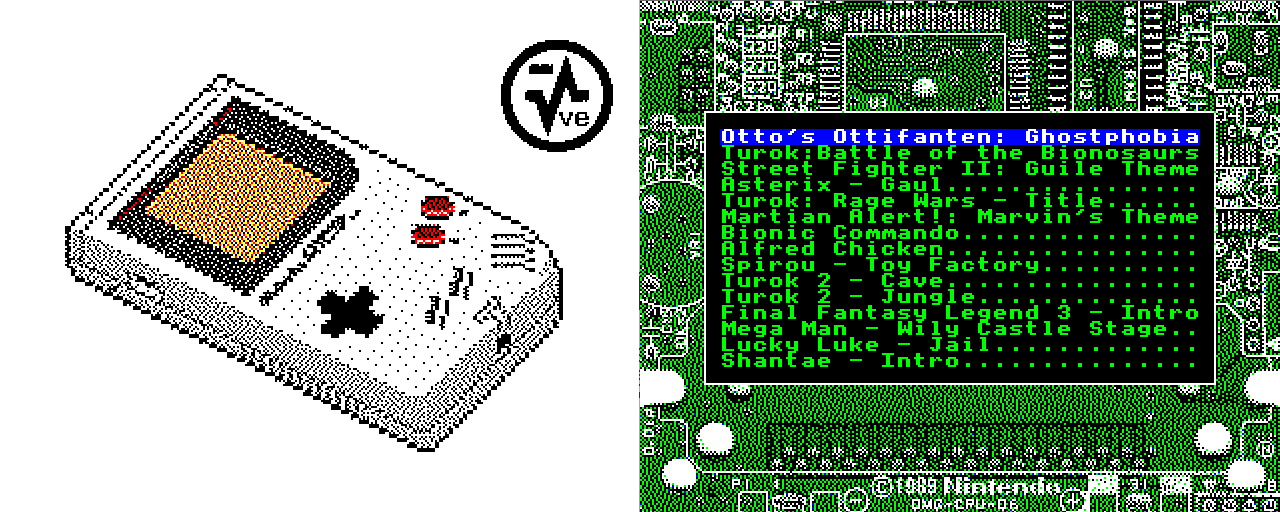 ve
Otto's Ottifanten: Ghostphobia
Turok:Battle of the Bionosaurs
Street Fighter II: Guile Theme
Asterix - Gaul................
Turok: Rage Wars - Title......
Martian Alert!: Marvin's Theme
Bionic Commando...............
Alfred Chicken................
Spirou - Toy Factory..........
Turok 2 - Cave................
Turok 2 - Jungle..............
Final Fantasy Legend 3 - Intro
Mega Man - Wily Castle Stage..
Lucky Luke - Jail.............
Shantae - Intro...............
U1
P1
©1989 Nintendo
DMG-CPU-06